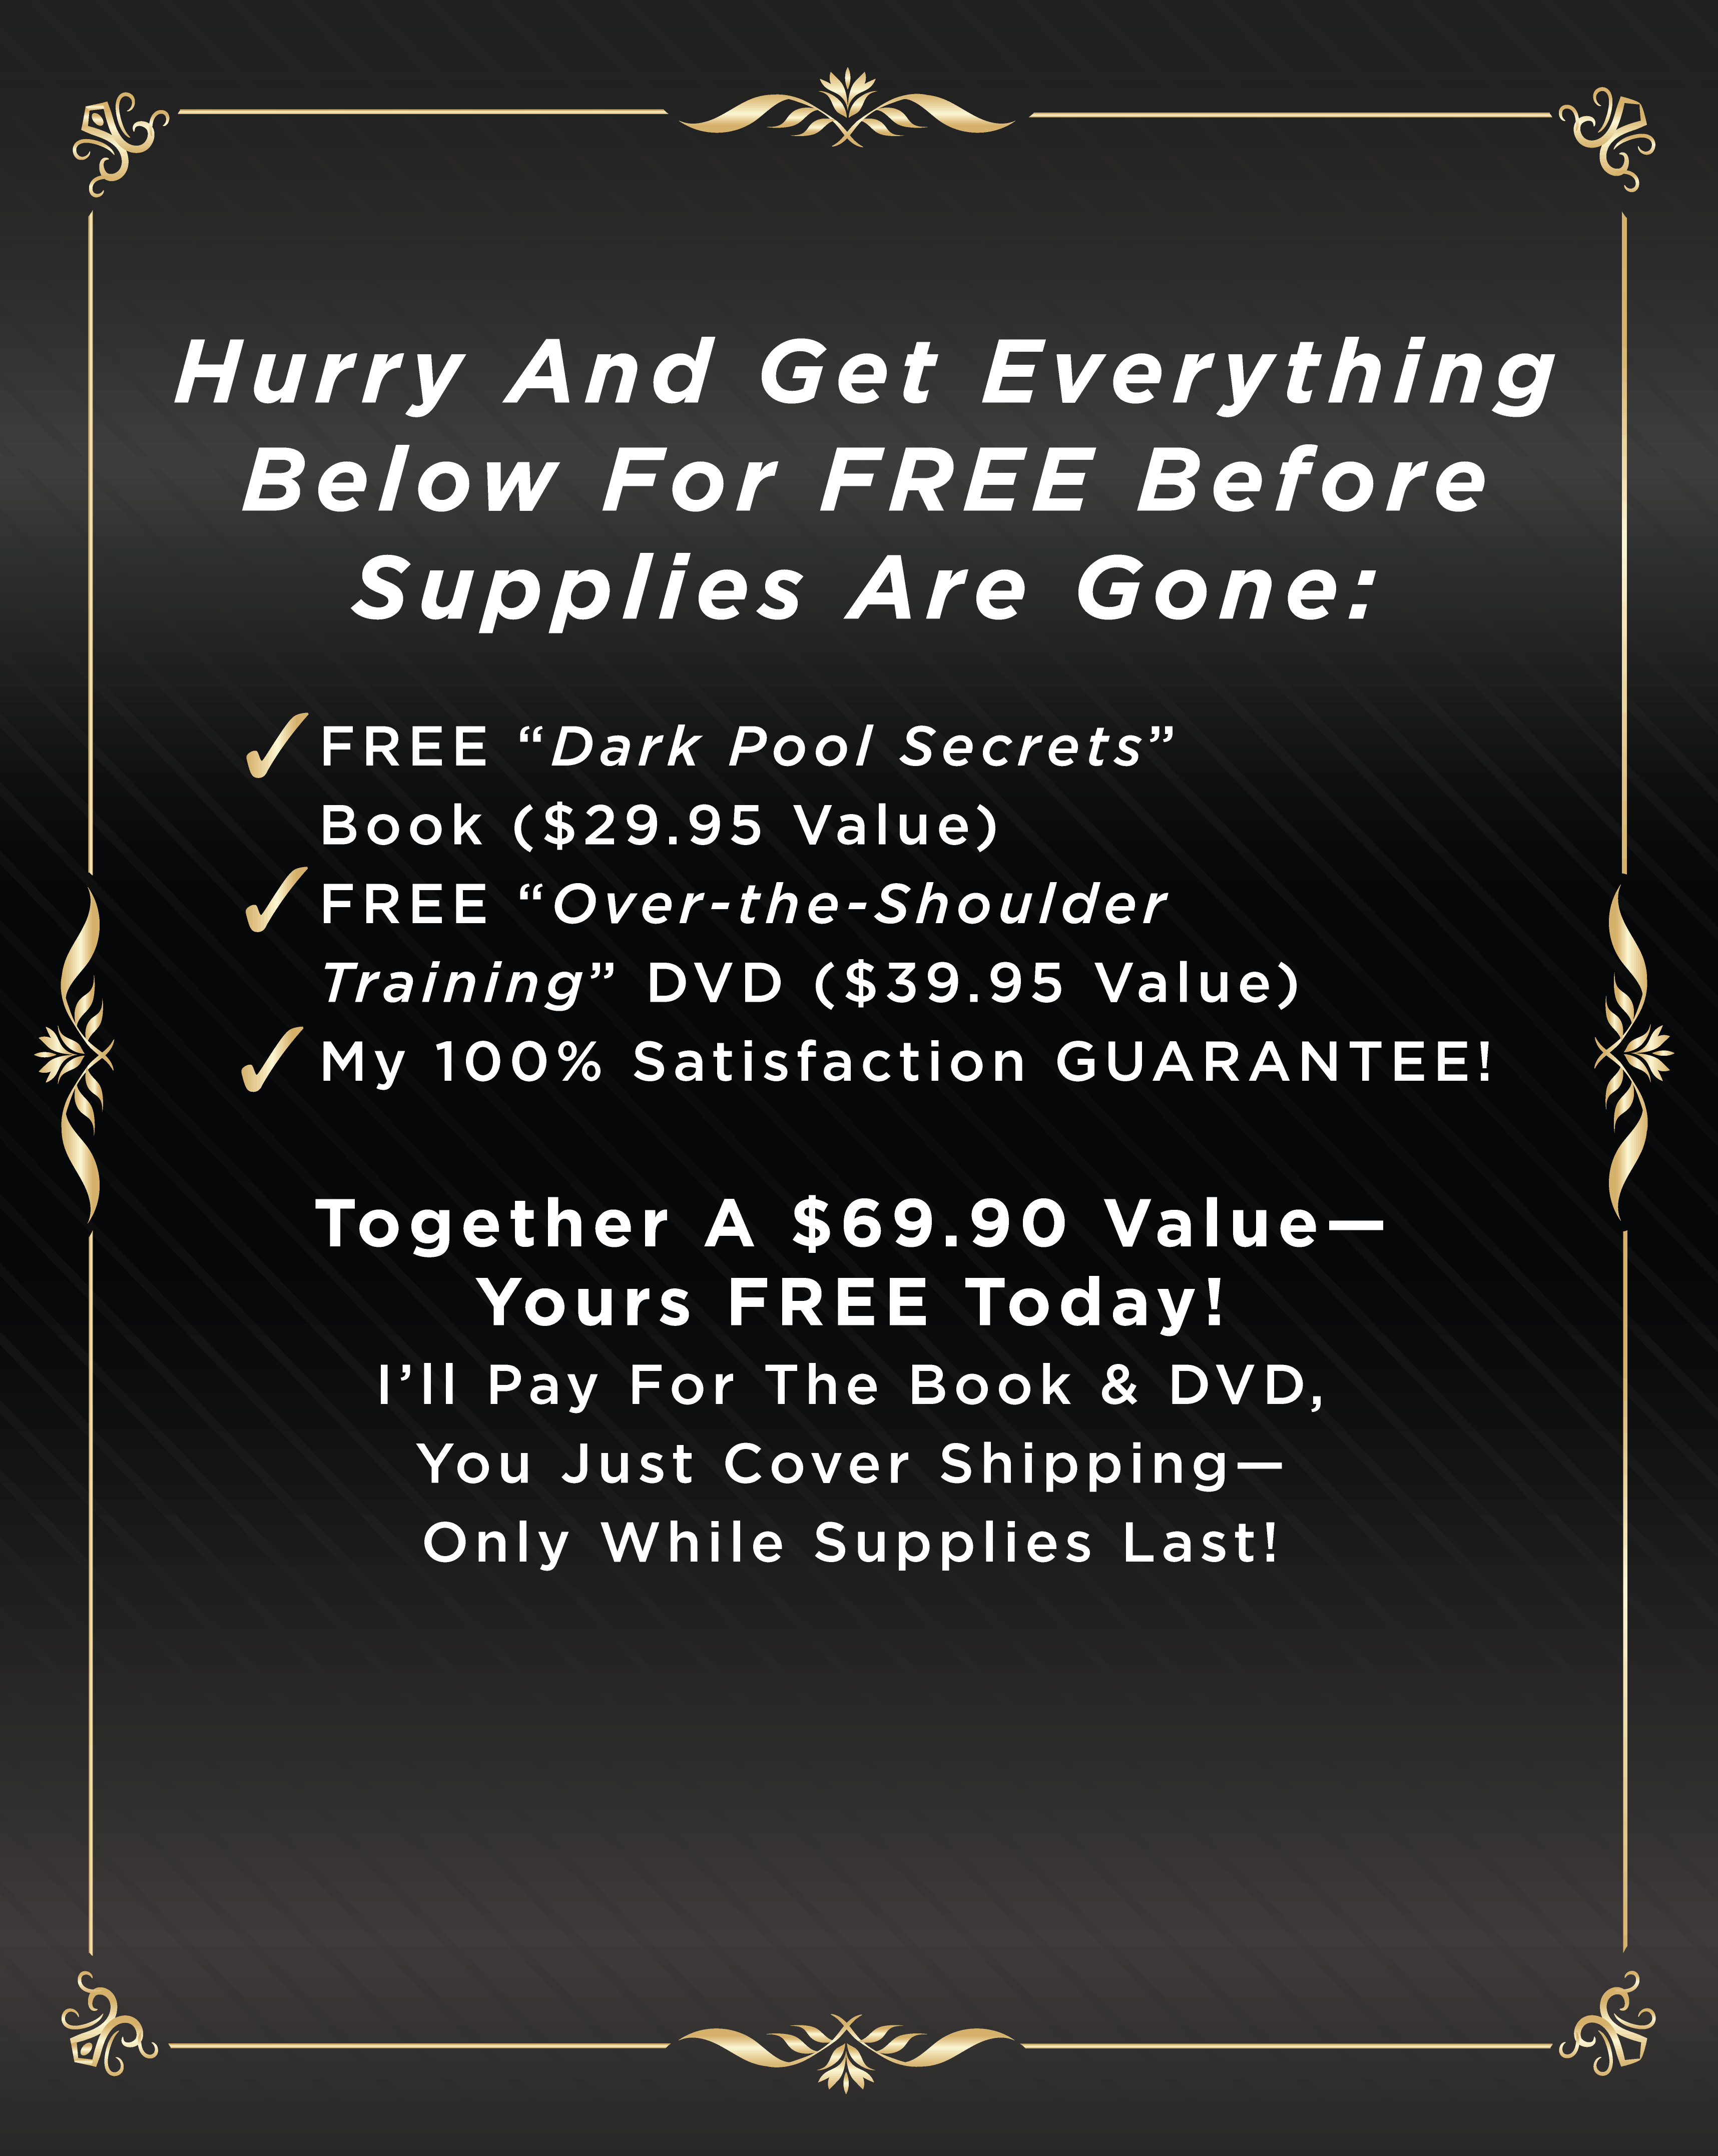 Hurry And Get Everything
Below For FREE Before
Supplies Are Gone:
FREE “Dark Pool Secrets”
Book ($29.95 Value)
FREE “Over-the-Shoulder
Training” DVD ($39.95 Value)
My 100% Satisfaction GUARANTEE!
Together A $69.90 Value—
Yours FREE Today!
I’ll Pay For The Book & DVD,
You Just Cover Shipping—
Only While Supplies Last!